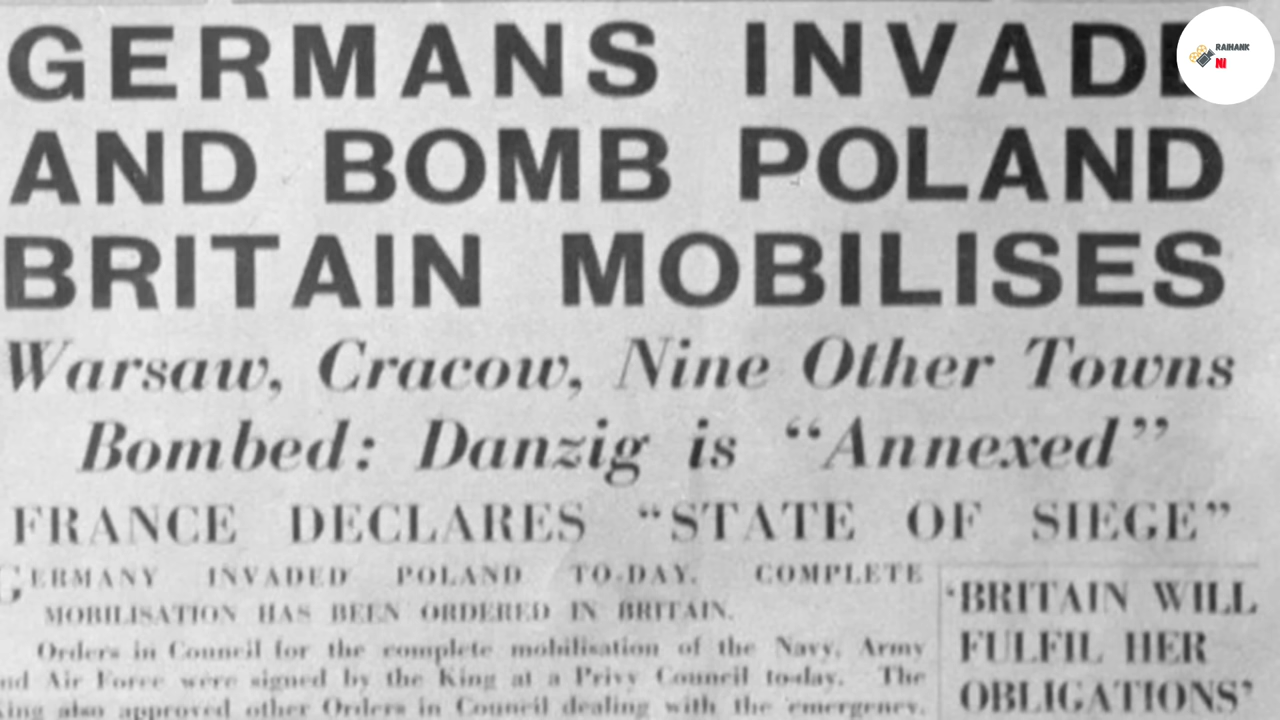 GERMANS INVADE
AND BOMB POLAND
BRITAIN MOBILISES
Warsaw, Cracow, Nine Other Towns
Bombed: Danzig is “Annexed”
FRANCE DECLARES “STATE OF SIEGE”
GERMANY INVADED POLAND TO-DAY. COMPLETE
MOBILISATION HAS BEEN ORDERED IN BRITAIN.
Orders in Council for the complete mobilisation of the Navy, Army
nd Air Force were signed by the King at a Privy Council to-day. The
ing also approved other Orders in Council dealing with the emergency.
‘BRITAIN WILL
FULFIL HER
OBLIGATIONS’
RAIHANK
NI